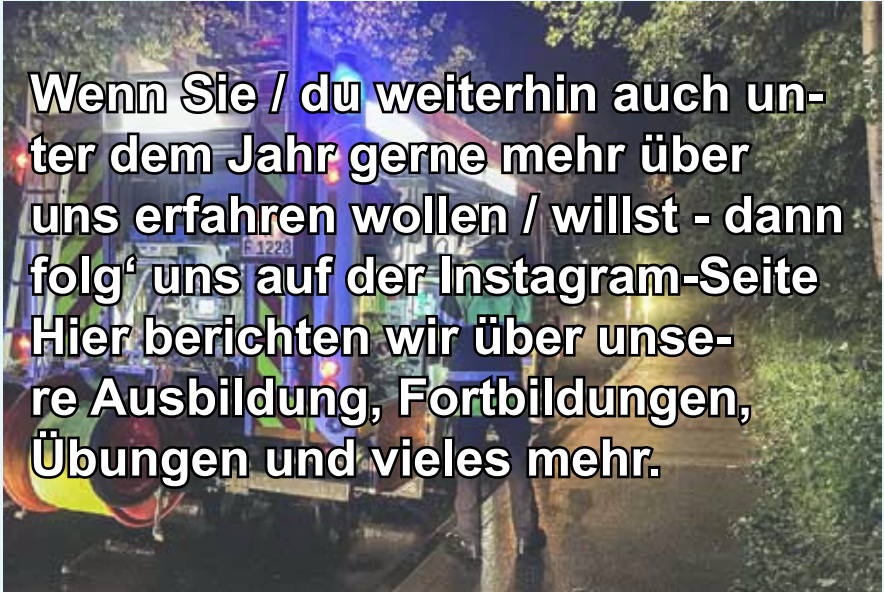 Wenn Sie / du weiterhin auch un-
ter dem Jahr gerne mehr über
uns erfahren wollen / willst - dann
folg‘ uns auf der Instagram-Seite
Hier berichten wir über unse-
re Ausbildung, Fortbildungen,
Übungen und vieles mehr.